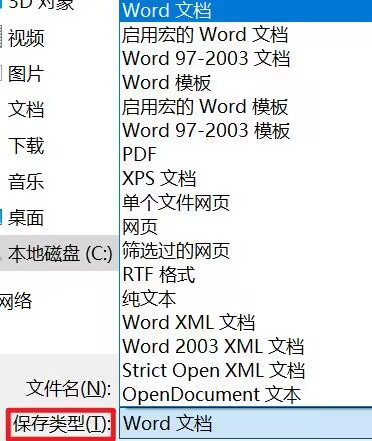 3D 对象
视频
图片
文档
下载
音乐
桌面
本地磁盘 (C:)
网络
Word 文档
启用宏的 Word 文档
Word 97-2003 文档
Word 模板
启用宏的 Word 模板
Word 97-2003 模板
PDF
XPS 文档
单个文件网页
网页
筛选过的网页
RTF 格式
纯文本
Word XML 文档
Word 2003 XML 文档
Strict Open XML 文档
OpenDocument 文本
文件名(N):
保存类型(T): Word 文档